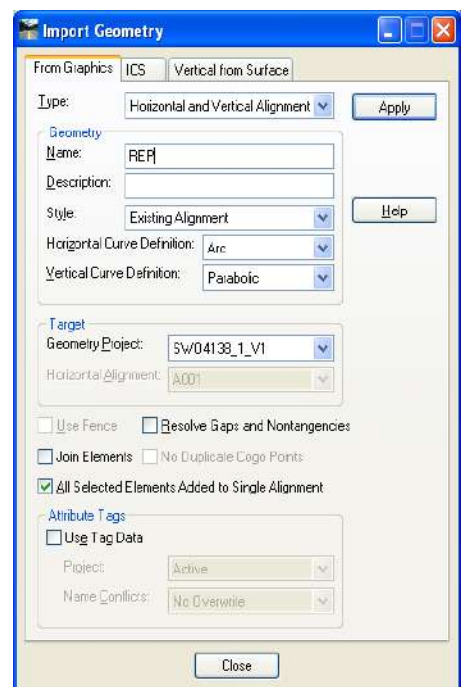 Import Geometry
From Graphics ICS Vertical from Surface
Type: Horizontal and Vertical Alignment Apply
Geometry
Name: REP
Description:
Style: Existing Alignment Help
Horizontal Curve Definition: Arc
Vertical Curve Definition: Parabolic
Target
Geometry Project: SW04138_1_V1
Horizontal Alignment: A001
Use Fence Resolve Gaps and Nontangencies
Join Elements No Duplicate Cogo Points
All Selected Elements Added to Single Alignment
Attribute Tags
Use Tag Data
Project: Active
Name Conflicts: No Overwrite
Close